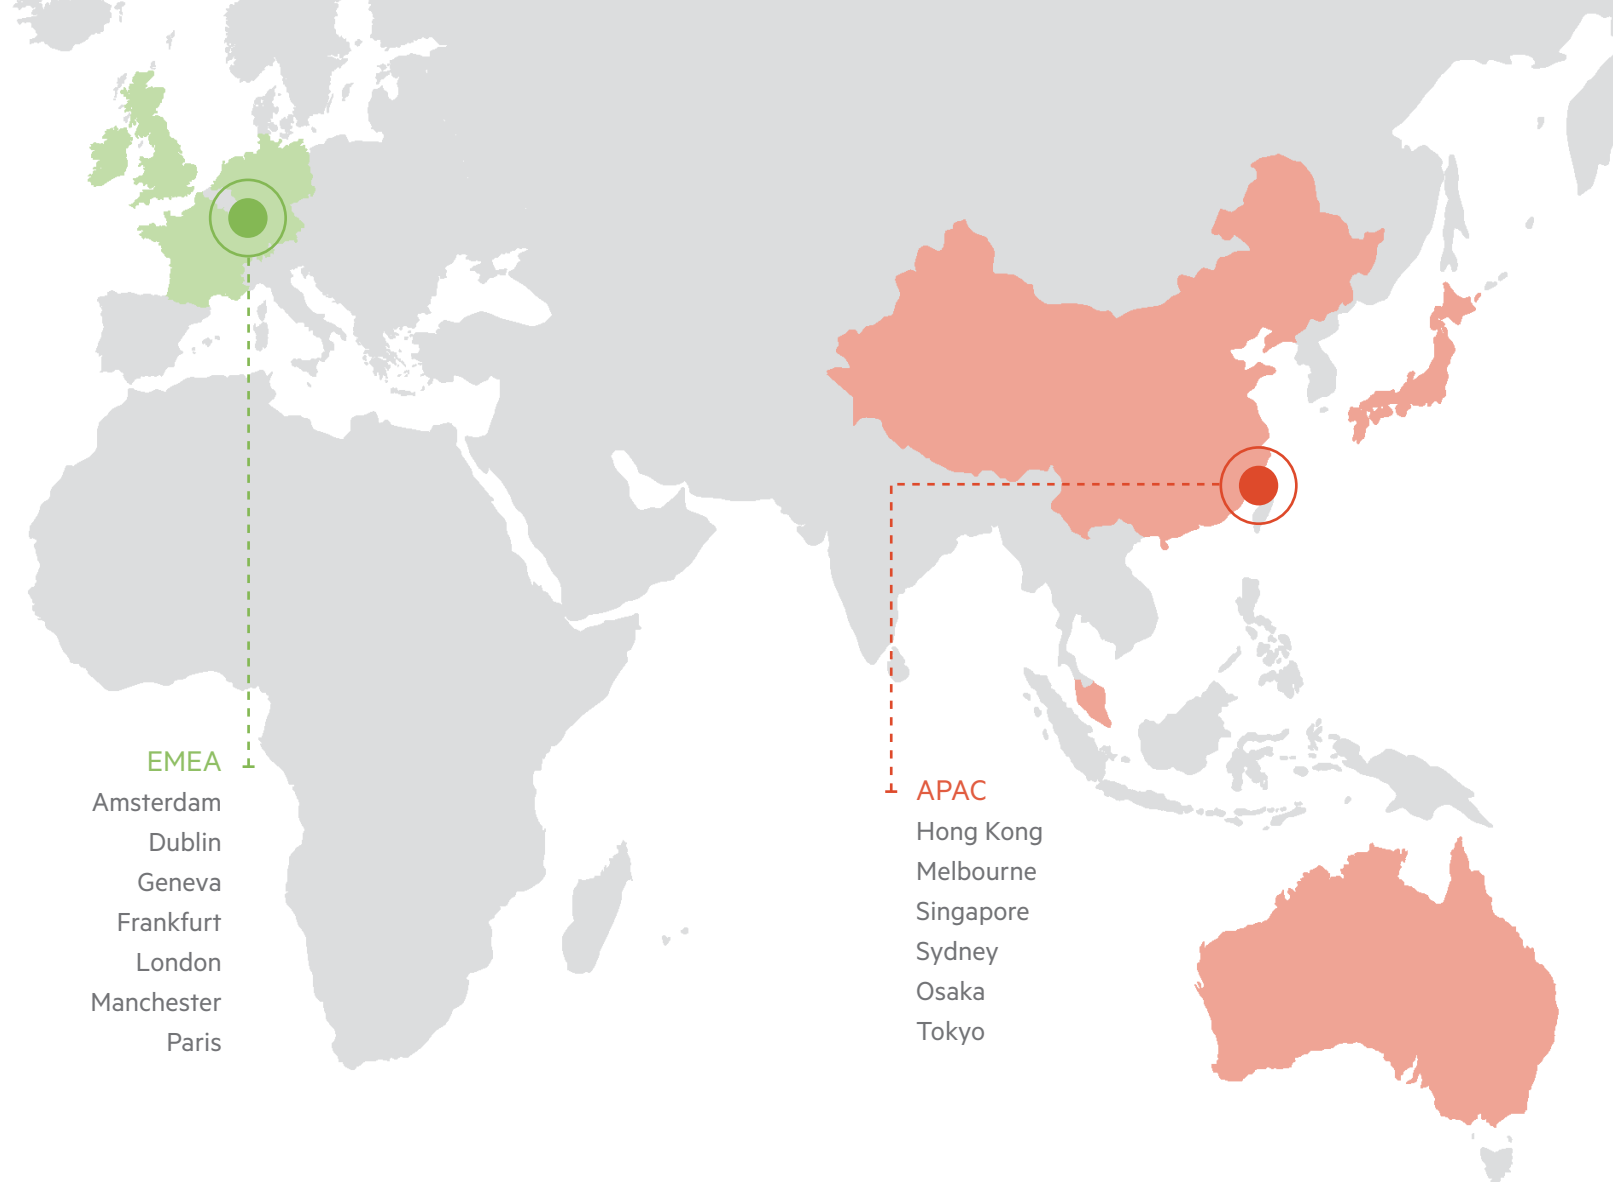 EMEA
Amsterdam
Dublin
Geneva
Frankfurt
London
Manchester
Paris
APAC
Hong Kong
Melbourne
Singapore
Sydney
Osaka
Tokyo